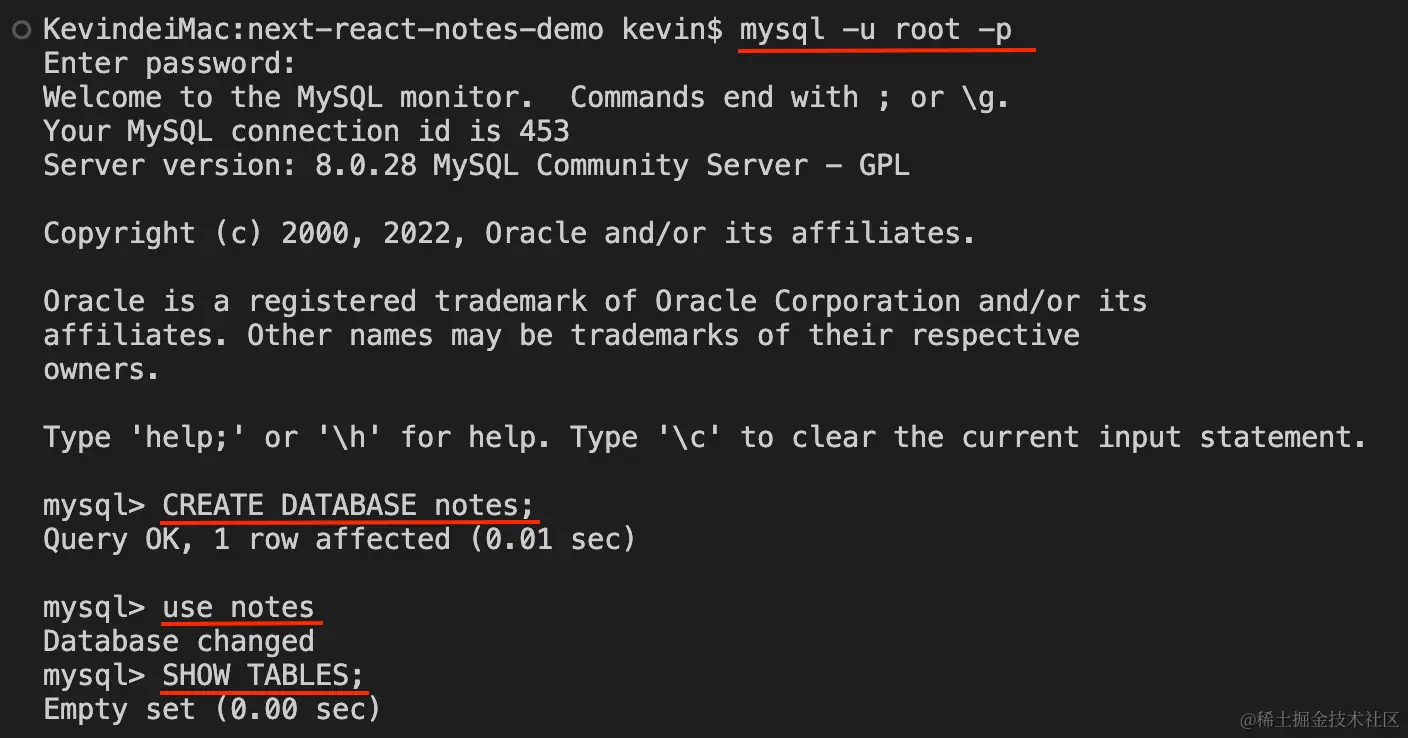 KevindeiMac:next-react-notes-demo kevin$ mysql -u root -p
Enter password:
Welcome to the MySQL monitor.  Commands end with ; or \g.
Your MySQL connection id is 453
Server version: 8.0.28 MySQL Community Server - GPL
Copyright (c) 2000, 2022, Oracle and/or its affiliates.
Oracle is a registered trademark of Oracle Corporation and/or its
affiliates. Other names may be trademarks of their respective
owners.
Type 'help;' or '\h' for help. Type '\c' to clear the current input statement.
mysql> CREATE DATABASE notes;
Query OK, 1 row affected (0.01 sec)
mysql> use notes
Database changed
mysql> SHOW TABLES;
Empty set (0.00 sec)
@稀土掘金技术社区